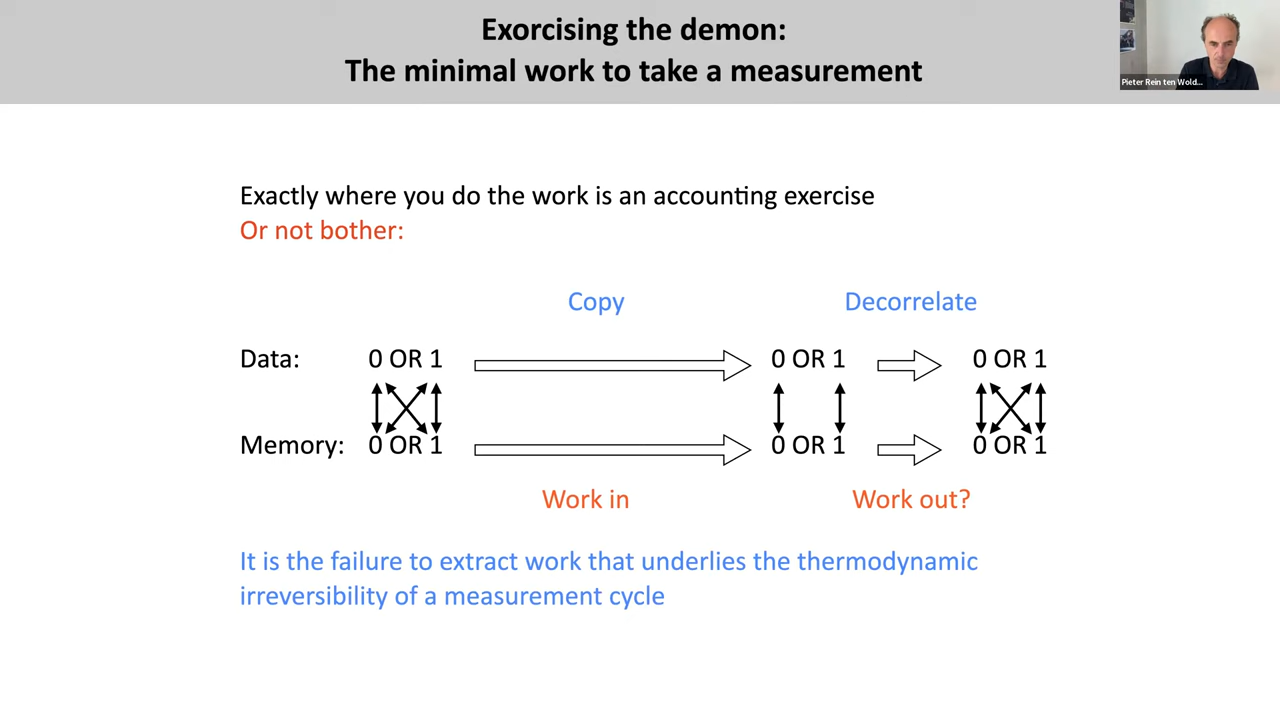 Exorcising the demon:
The minimal work to take a measurement
Pieter Rein ten Wold...
Exactly where you do the work is an accounting exercise
Or not bother:
Copy Decorrelate
Data: 0 OR 1 0 OR 1 0 OR 1
Memory: 0 OR 1 0 OR 1 0 OR 1
Work in Work out?
It is the failure to extract work that underlies the thermodynamic
irreversibility of a measurement cycle